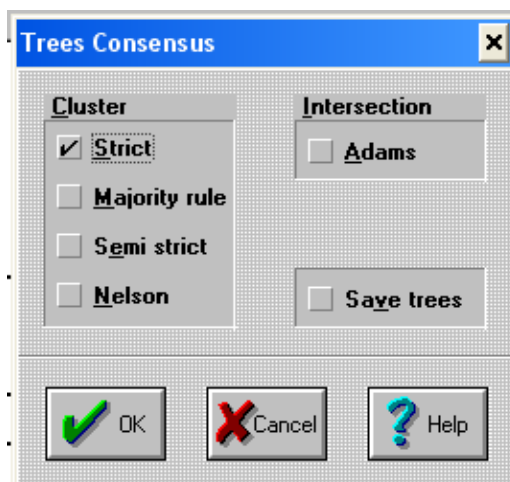 Trees Consensus
Cluster
Strict
Majority rule
Semi strict
Nelson
Intersection
Adams
Save trees
OK
Cancel
Help